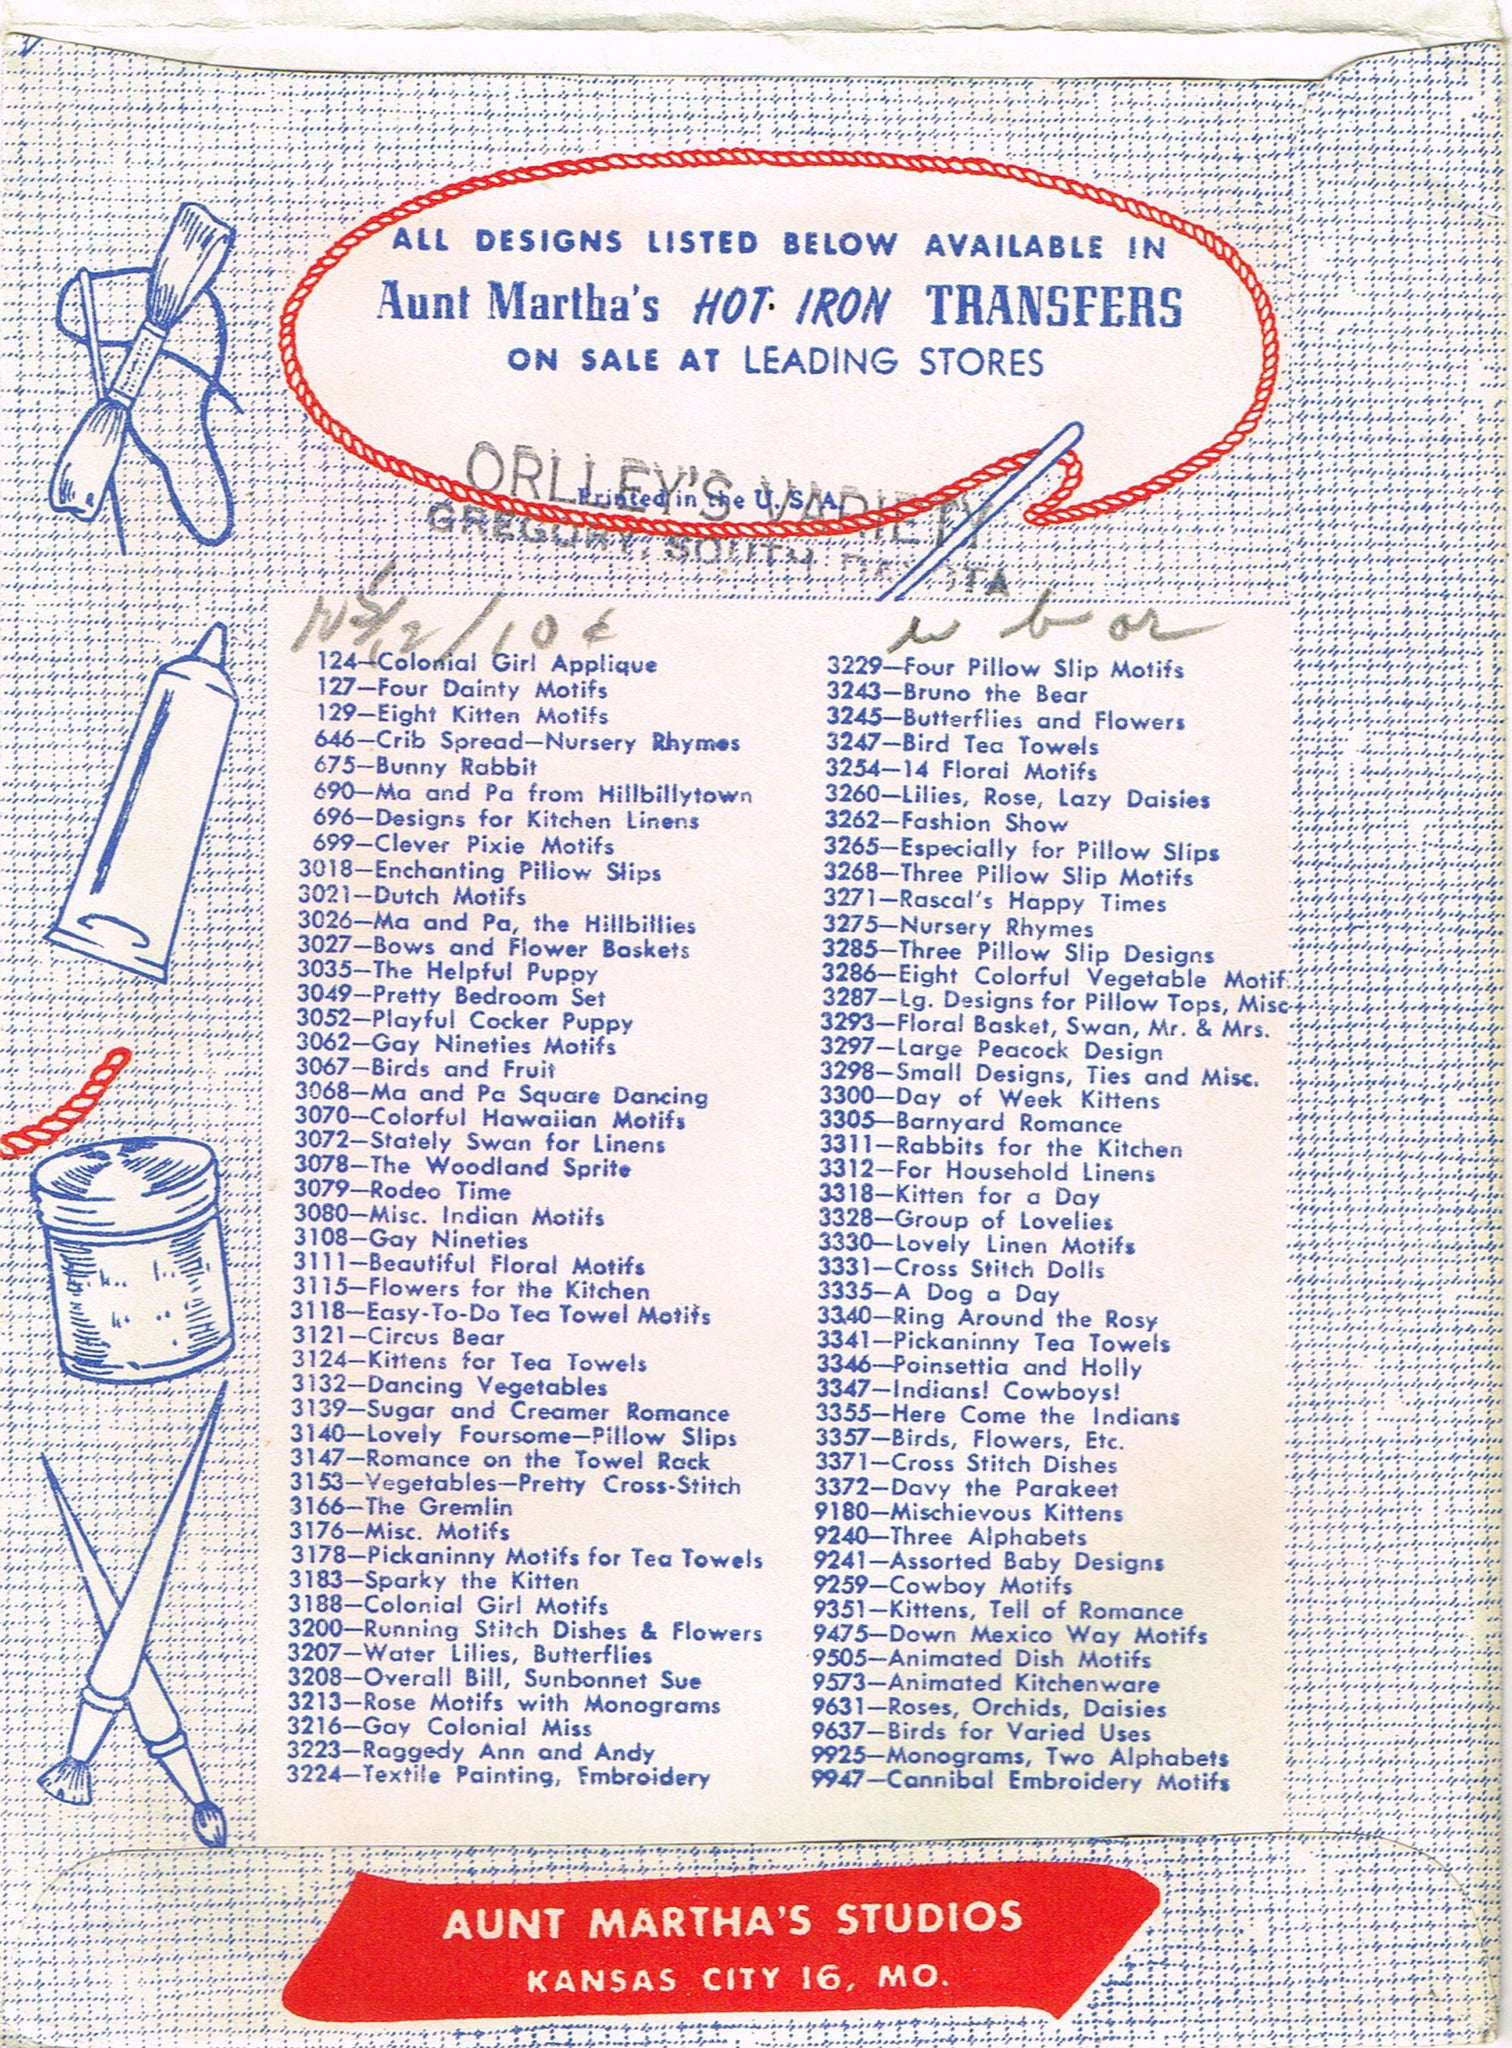 ALL DESIGNS LISTED BELOW AVAILABLE IN
Aunt Martha's HOT IRON TRANSFERS
ON SALE AT LEADING STORES
ORLLEY'S VARIETY
Printed in the U.S.A.
GREGORY, SOUTH DAKOTA
10¢
124—Colonial Girl Applique
127—Four Dainty Motifs
129—Eight Kitten Motifs
646—Crib Spread—Nursery Rhymes
675—Bunny Rabbit
690—Ma and Pa from Hillbillytown
696—Designs for Kitchen Linens
699—Clever Pixie Motifs
3018—Enchanting Pillow Slips
3021—Dutch Motifs
3026—Ma and Pa, the Hillbillies
3027—Bows and Flower Baskets
3035—The Helpful Puppy
3049—Pretty Bedroom Set
3052—Playful Cocker Puppy
3062—Gay Nineties Motifs
3067—Birds and Fruit
3068—Ma and Pa Square Dancing
3070—Colorful Hawaiian Motifs
3072—Stately Swan for Linens
3078—The Woodland Sprite
3079—Rodeo Time
3080—Misc. Indian Motifs
3108—Gay Nineties
3111—Beautiful Floral Motifs
3115—Flowers for the Kitchen
3118—Easy-To-Do Tea Towel Motifs
3121—Circus Bear
3124—Kittens for Tea Towels
3132—Dancing Vegetables
3139—Sugar and Creamer Romance
3140—Lovely Foursome—Pillow Slips
3147—Romance on the Towel Rack
3153—Vegetables—Pretty Cross-Stitch
3166—The Gremlin
3176—Misc. Motifs
3178—Pickaninny Motifs for Tea Towels
3183—Sparky the Kitten
3188—Colonial Girl Motifs
3200—Running Stitch Dishes & Flowers
3207—Water Lilies, Butterflies
3208—Overall Bill, Sunbonnet Sue
3213—Rose Motifs with Monograms
3216—Gay Colonial Miss
3223—Raggedy Ann and Andy
3224—Textile Painting, Embroidery
3229—Four Pillow Slip Motifs
3243—Bruno the Bear
3245—Butterflies and Flowers
3247—Bird Tea Towels
3254—14 Floral Motifs
3260—Lilies, Rose, Lazy Daisies
3262—Fashion Show
3265—Especially for Pillow Slips
3268—Three Pillow Slip Motifs
3271—Rascal's Happy Times
3275—Nursery Rhymes
3285—Three Pillow Slip Designs
3286—Eight Colorful Vegetable Motif
3287—Lg. Designs for Pillow Tops, Misc
3293—Floral Basket, Swan, Mr. & Mrs.
3297—Large Peacock Design
3298—Small Designs, Ties and Misc.
3300—Day of Week Kittens
3305—Barnyard Romance
3311—Rabbits for the Kitchen
3312—For Household Linens
3318—Kitten for a Day
3328—Group of Lovelies
3330—Lovely Linen Motifs
3331—Cross Stitch Dolls
3335—A Dog a Day
3340—Ring Around the Rosy
3341—Pickaninny Tea Towels
3346—Poinsettia and Holly
3347—Indians! Cowboys!
3355—Here Come the Indians
3357—Birds, Flowers, Etc.
3371—Cross Stitch Dishes
3372—Davy the Parakeet
9180—Mischievous Kittens
9240—Three Alphabets
9241—Assorted Baby Designs
9259—Cowboy Motifs
9351—Kittens, Tell of Romance
9475—Down Mexico Way Motifs
9505—Animated Dish Motifs
9573—Animated Kitchenware
9631—Roses, Orchids, Daisies
9637—Birds for Varied Uses
9925—Monograms, Two Alphabets
9947—Cannibal Embroidery Motifs
AUNT MARTHA'S STUDIOS
KANSAS CITY 16, MO.